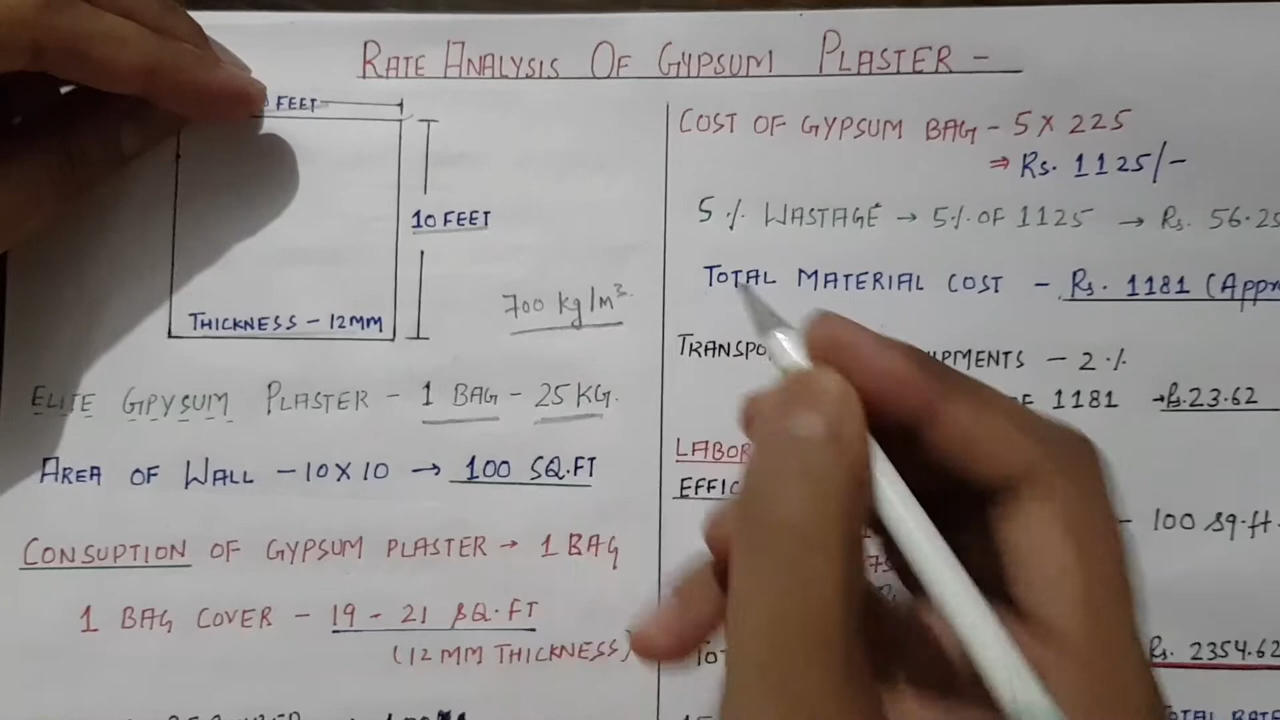 RATE ANALYSIS OF GYPSUM PLASTER -
FEET
10 FEET
THICKNESS - 12MM
700 kg/m³
ELITE GPYSUM PLASTER - 1 BAG - 25 KG.
AREA OF WALL - 10 X 10 → 100 SQ.FT
CONSUPTION OF GYPSUM PLASTER → 1 BAG
1 BAG COVER - 19 - 21 SQ.FT
(12 MM THICKNESS)
COST OF GYPSUM BAG - 5 X 225
⇒ Rs. 1125/-
5 % WASTAGE → 5% OF 1125 → Rs. 56.25
TOTAL MATERIAL COST - Rs. 1181 (Appr
TRANSPO PMENTS - 2 %
OF 1181 → Rs. 23.62
LABOR
EFFIC
- 100 sq.ft.
Rs. 2354.62